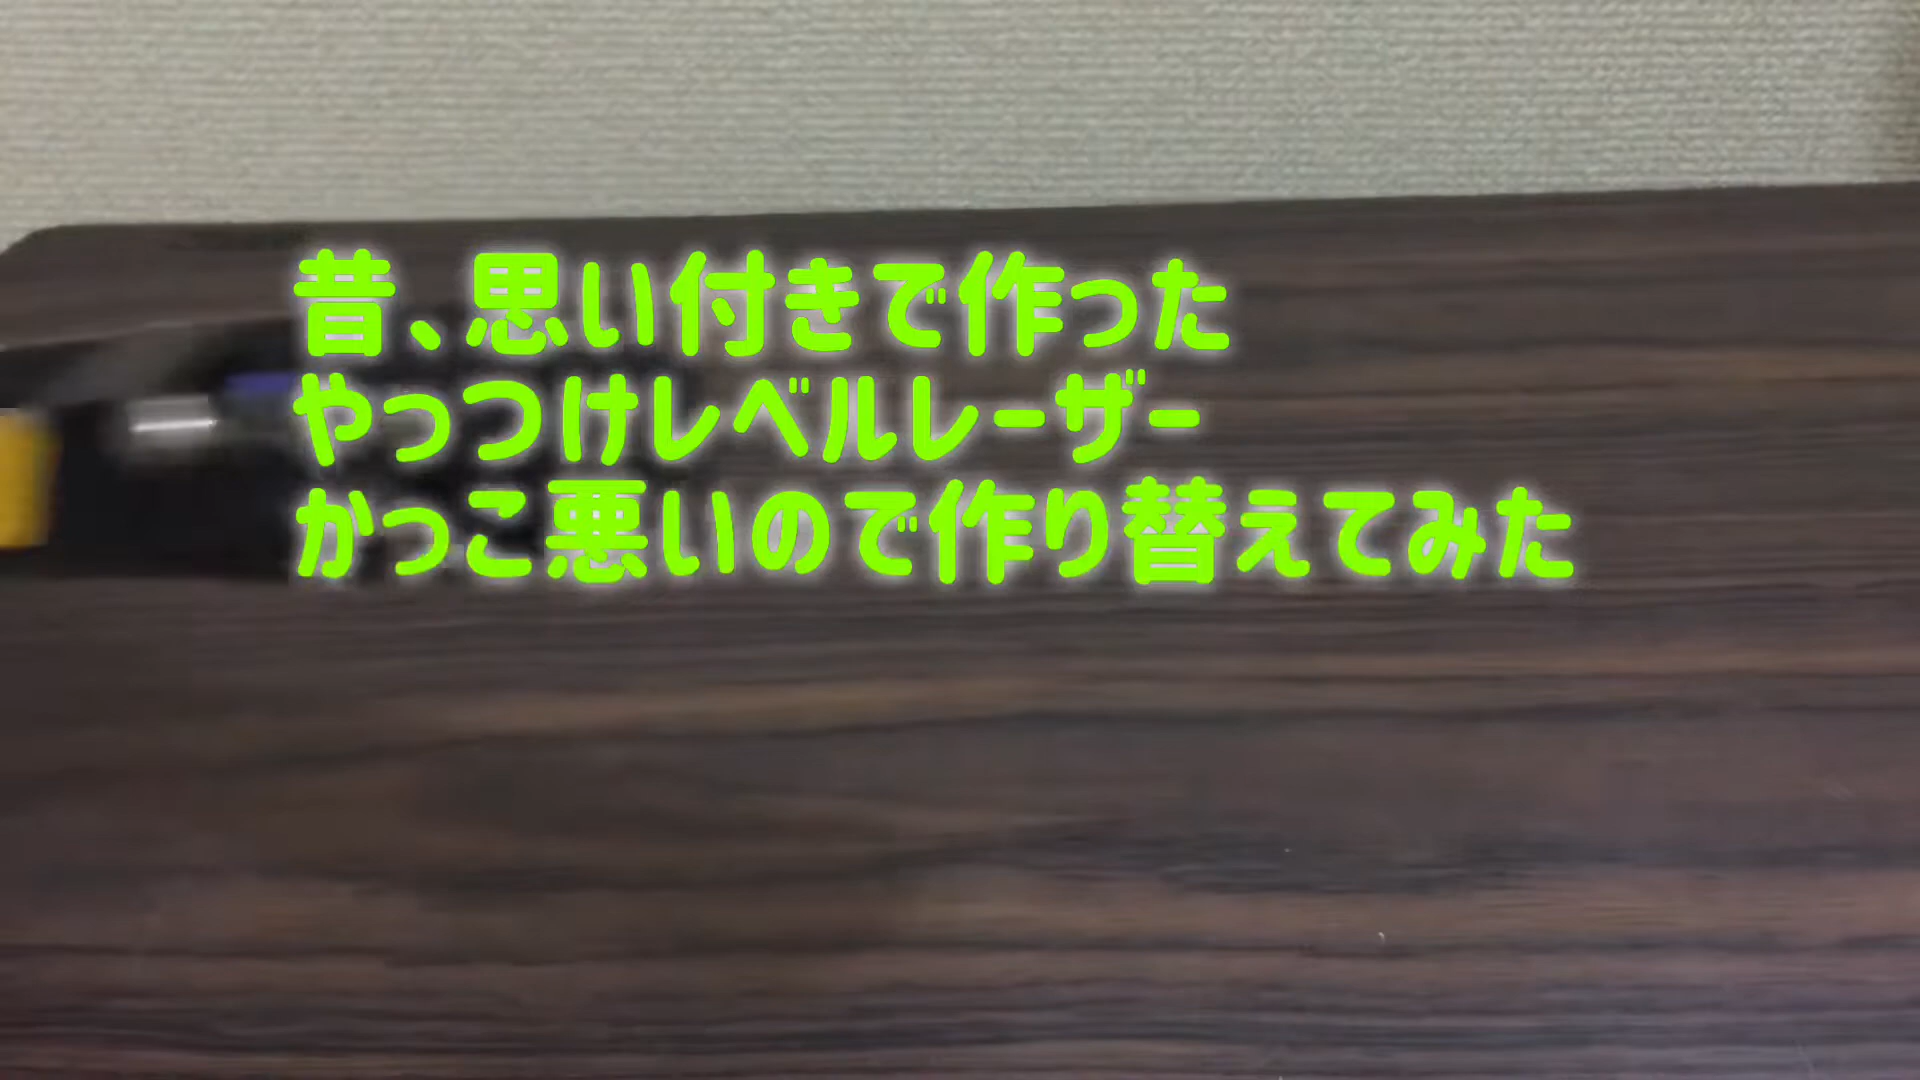 昔、思い付きで作った
やっつけレベルレーザー
かっこ悪いので作り替えてみた